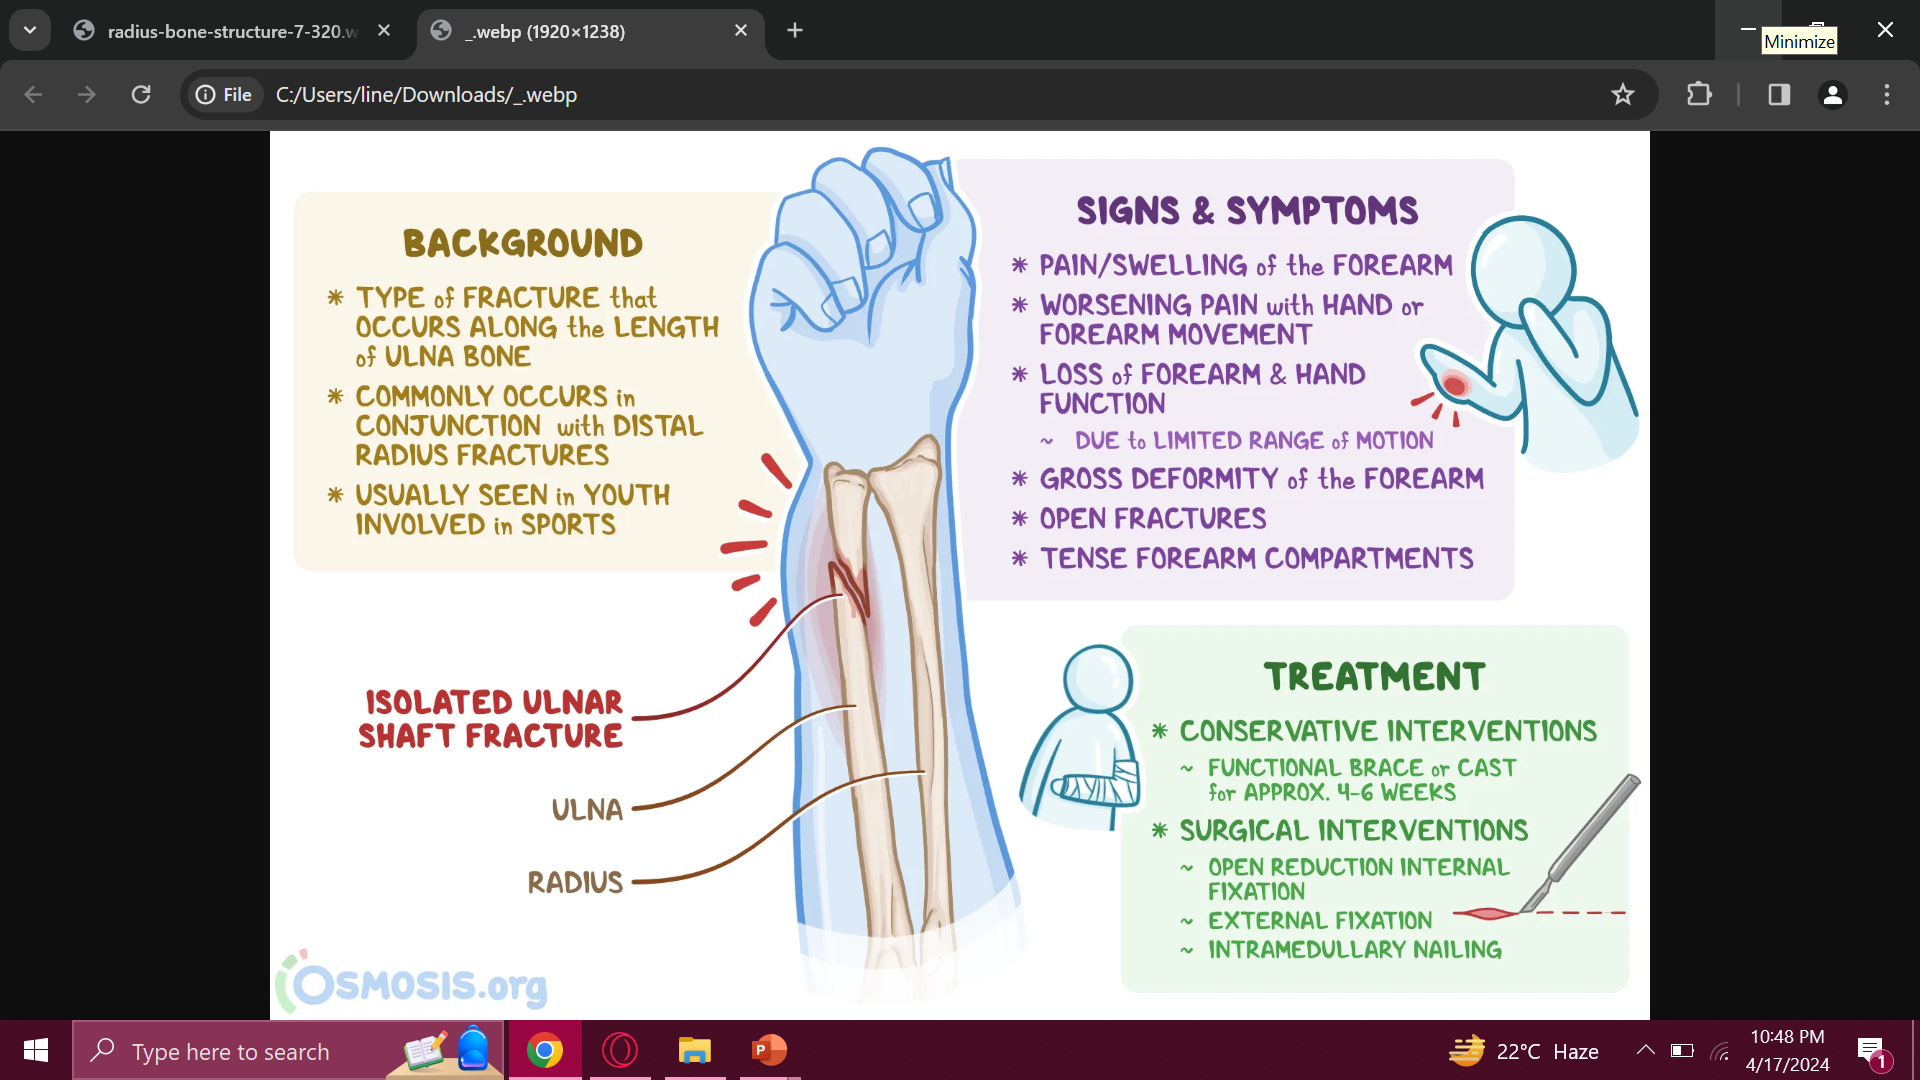 radius-bone-structure-7-320.w
_.webp (1920×1238)
Minimize
File
C:/Users/line/Downloads/_.webp
BACKGROUND
* TYPE of FRACTURE that
OCCURS ALONG the LENGTH
of ULNA BONE
* COMMONLY OCCURS in
CONJUNCTION with DISTAL
RADIUS FRACTURES
* USUALLY SEEN in YOUTH
INVOLVED in SPORTS
SIGNS & SYMPTOMS
* PAIN/SWELLING of the FOREARM
* WORSENING PAIN with HAND or
FOREARM MOVEMENT
* LOSS of FOREARM & HAND
FUNCTION
~ DUE to LIMITED RANGE of MOTION
* GROSS DEFORMITY of the FOREARM
* OPEN FRACTURES
* TENSE FOREARM COMPARTMENTS
ISOLATED ULNAR
SHAFT FRACTURE
ULNA
RADIUS
TREATMENT
* CONSERVATIVE INTERVENTIONS
~ FUNCTIONAL BRACE or CAST
for APPROX. 4-6 WEEKS
* SURGICAL INTERVENTIONS
~ OPEN REDUCTION INTERNAL
FIXATION
~ EXTERNAL FIXATION
~ INTRAMEDULLARY NAILING
OSMOSIS.org
Type here to search
P
22°C Haze
10:48 PM
4/17/2024
1